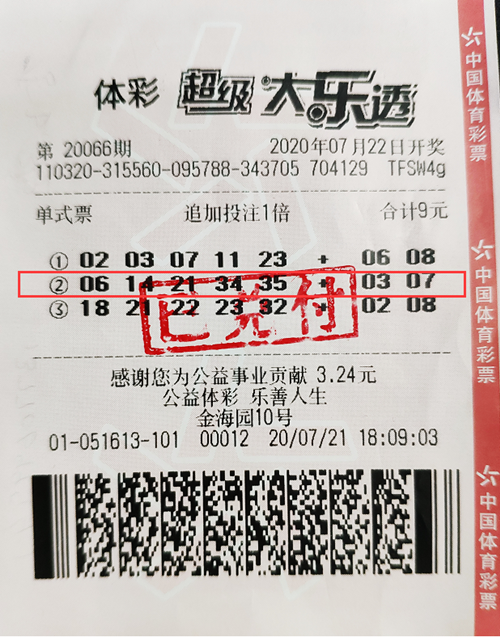 体彩 超级大乐透
第 20066期 2020年07月22日开奖
110320-315560-095788-343705 704129 TFSW4g
单式票 追加投注1倍 合计9元
① 02 03 07 11 23 + 06 08
② 06 14 21 34 35 + 03 07
③ 18 21 22 23 32 + 02 08
已兑付
感谢您为公益事业贡献 3.24元
公益体彩 乐善人生
金海园10号
01-051613-101 00012 20/07/21 18:09:03
中国体育彩票
中国体育彩票
中国体育彩票